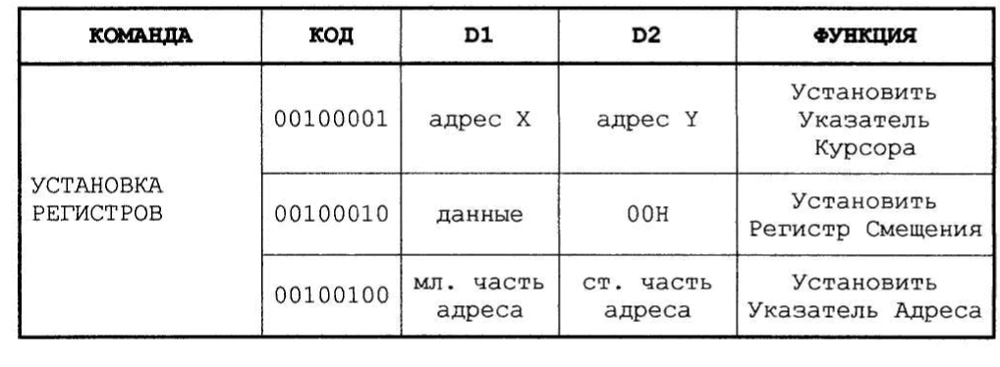 КОМАНДА КОД D1 D2 ФУНКЦИЯ
УСТАНОВКА
РЕГИСТРОВ
00100001 адрес X адрес Y Установить
Указатель
Курсора
00100010 данные 00H Установить
Регистр Смещения
00100100 мл. часть
адреса
ст. часть
адреса
Установить
Указатель Адреса